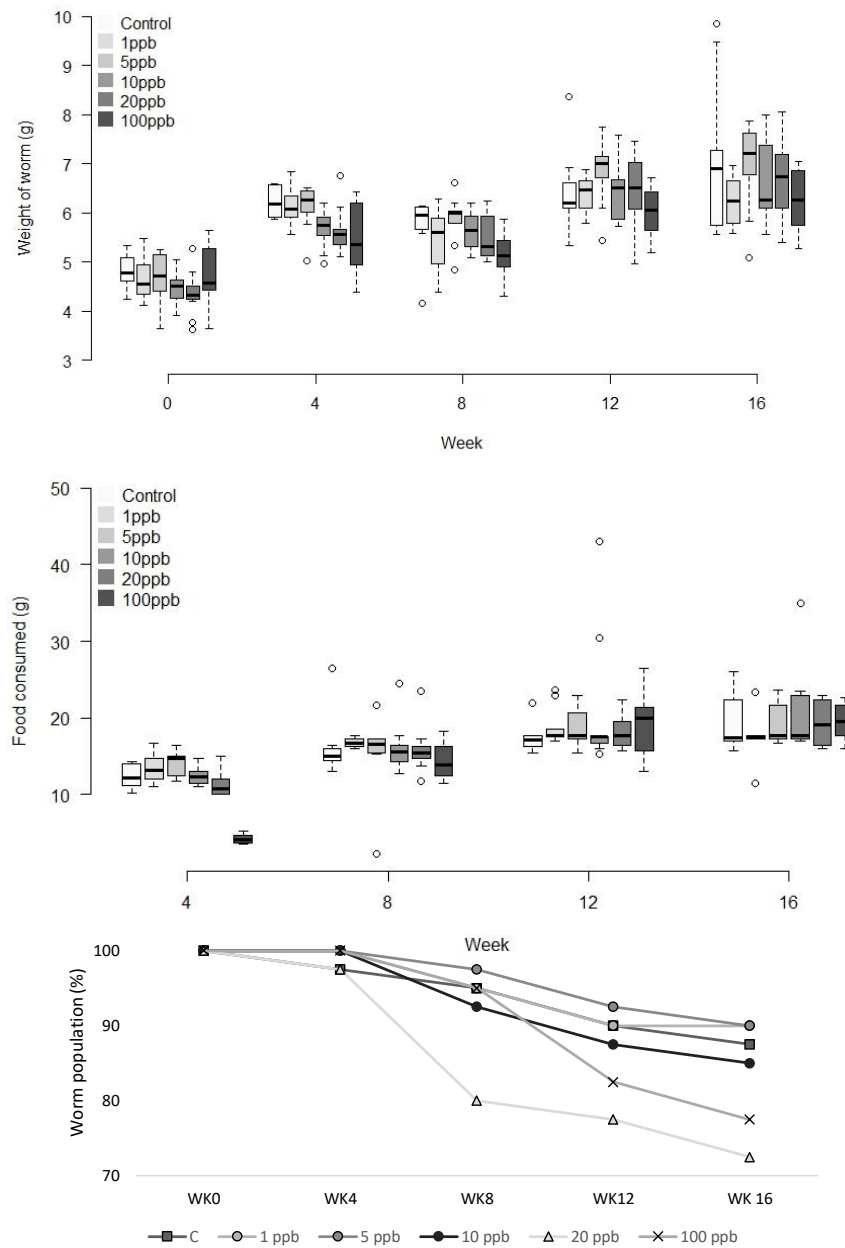 10
9
8
7
6
5
4
3
Weight of worm (g)
Control
1ppb
5ppb
10ppb
20ppb
100ppb
0 4 8 12 16
Week
50
40
30
20
10
Food consumed (g)
Control
1ppb
5ppb
10ppb
20ppb
100ppb
4 8 12 16
Week
100
90
80
70
Worm population (%)
WK0 WK4 WK8 WK12 WK 16
C 1 ppb 5 ppb 10 ppb 20 ppb 100 ppb